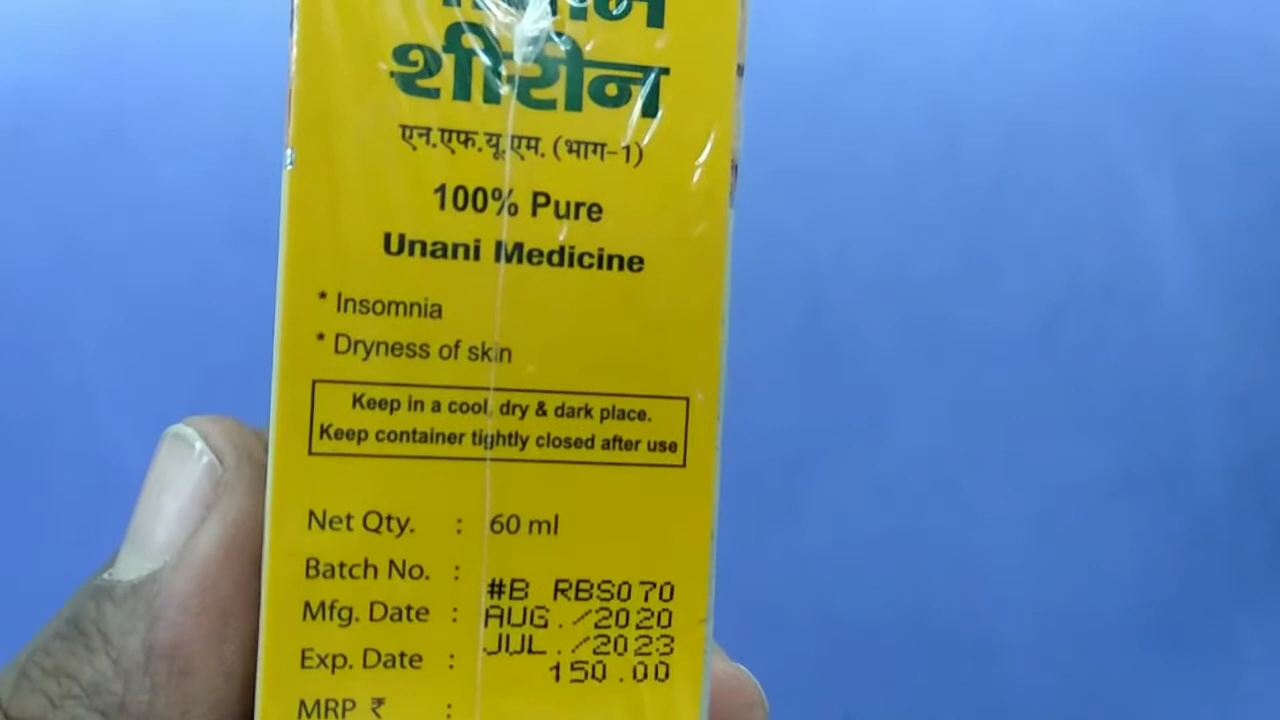 शीरीन
एन.एफ.यू.एम. (भाग-1)
100% Pure
Unani Medicine
* Insomnia
* Dryness of skin
Keep in a cool, dry & dark place.
Keep container tightly closed after use
Net Qty. : 60 ml
Batch No. : #B RBS070
Mfg. Date : AUG./2020
Exp. Date : JUL./2023
MRP ₹ : 150.00